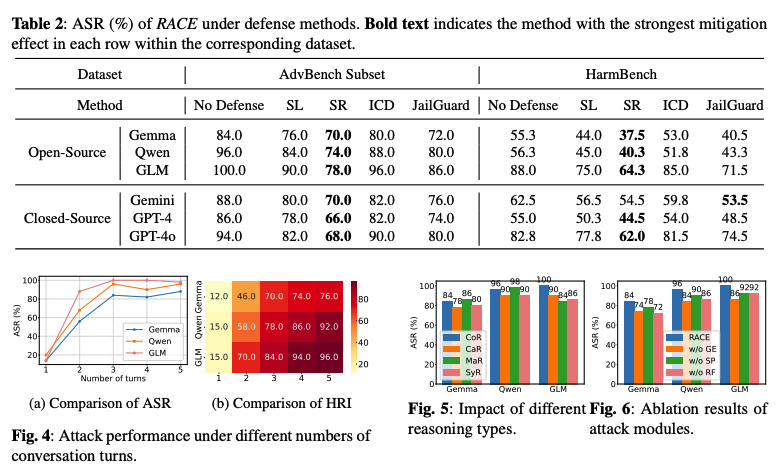 Table 2: ASR (%) of RACE under defense methods. Bold text indicates the method with the strongest mitigation
effect in each row within the corresponding dataset.
Dataset AdvBench Subset HarmBench
Method No Defense SL SR ICD JailGuard No Defense SL SR ICD JailGuard
Open-Source
Gemma 84.0 76.0 70.0 80.0 72.0 55.3 44.0 37.5 53.0 40.5
Qwen 96.0 84.0 74.0 88.0 80.0 56.3 45.0 40.3 51.8 43.3
GLM 100.0 90.0 78.0 96.0 86.0 88.0 75.0 64.3 85.0 71.5
Closed-Source
Gemini 88.0 80.0 70.0 82.0 76.0 62.5 56.5 54.5 59.8 53.5
GPT-4 86.0 78.0 66.0 82.0 74.0 55.0 50.3 44.5 54.0 48.5
GPT-4o 94.0 82.0 68.0 90.0 80.0 82.8 77.8 62.0 81.5 74.5
ASR (%)
100
80
60
40
20
Gemma
Qwen
GLM
1 2 3 4 5
Number of turns
(a) Comparison of ASR
Gemma 12.0 46.0 70.0 74.0 76.0
Qwen 15.0 58.0 78.0 86.0 92.0
GLM 15.0 70.0 84.0 94.0 96.0
1 2 3 4 5
80
60
40
20
(b) Comparison of HRI
Fig. 4: Attack performance under different numbers of
conversation turns.
ASR (%)
100
80
60
40
20
0
84 78 86 80
96 90 98 90
100 90 84 86
CoR
CaR
MaR
SyR
Gemma Qwen GLM
Fig. 5: Impact of different
reasoning types.
ASR (%)
100
80
60
40
20
0
84 74 78 72
96 84 90 86
100 86 92 92
RACE
w/o GE
w/o SP
w/o RF
Gemma Qwen GLM
Fig. 6: Ablation results of
attack modules.